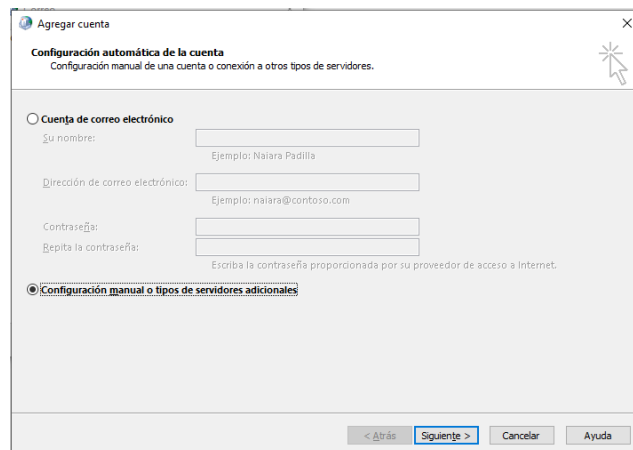 Agregar cuenta
Configuración automática de la cuenta
Configuración manual de una cuenta o conexión a otros tipos de servidores.
Cuenta de correo electrónico
Su nombre:
Ejemplo: Naiara Padilla
Dirección de correo electrónico:
Ejemplo: naiara@contoso.com
Contraseña:
Repita la contraseña:
Escriba la contraseña proporcionada por su proveedor de acceso a Internet.
Configuración manual o tipos de servidores adicionales
< Atrás Siguiente > Cancelar Ayuda